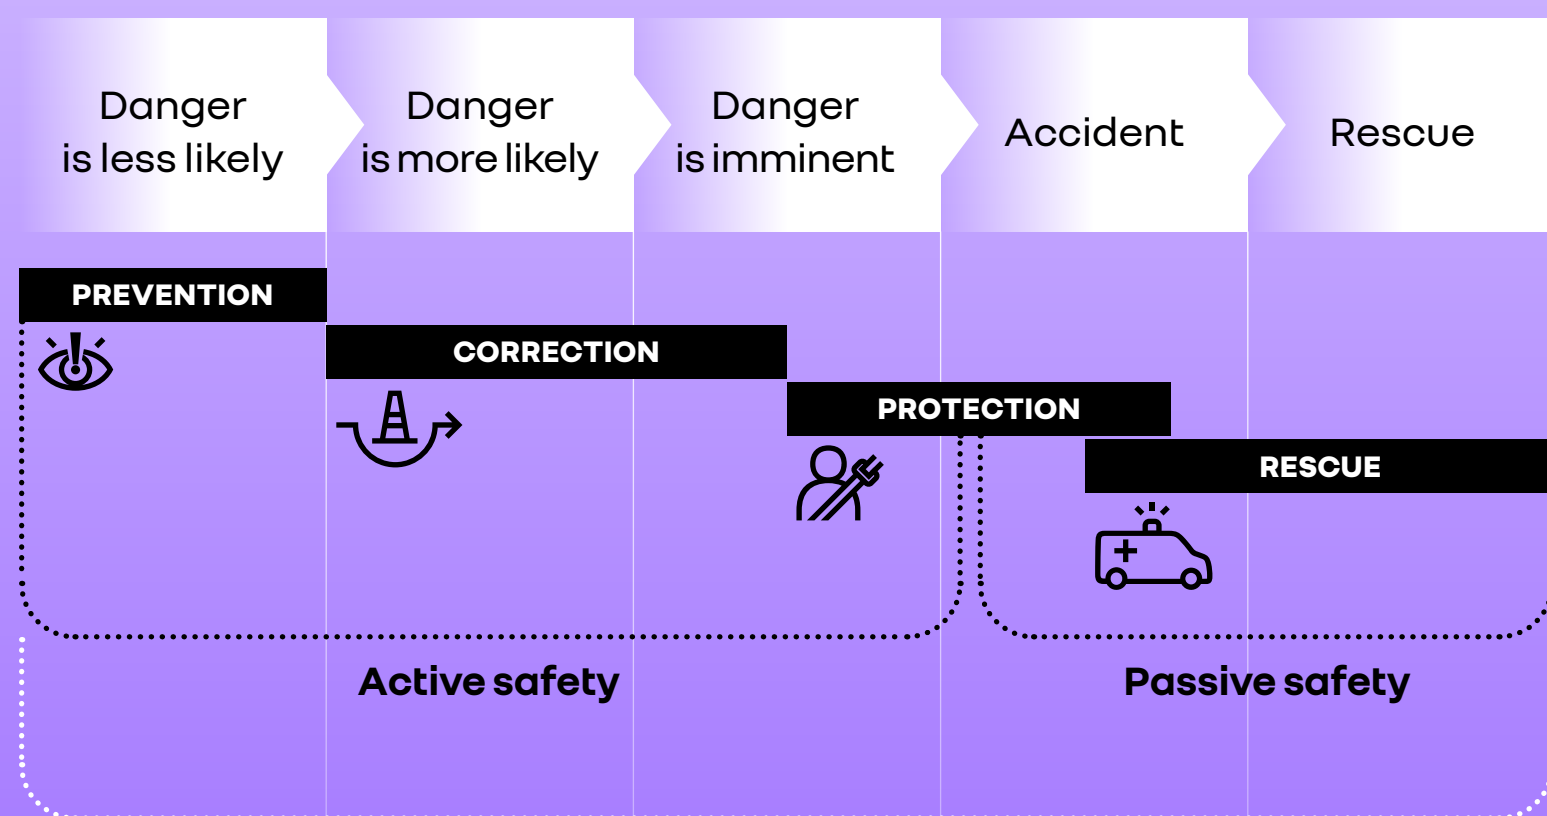 Danger
is less likely
Danger
is more likely
Danger
is imminent
Accident
Rescue
PREVENTION
CORRECTION
PROTECTION
RESCUE
Active safety
Passive safety